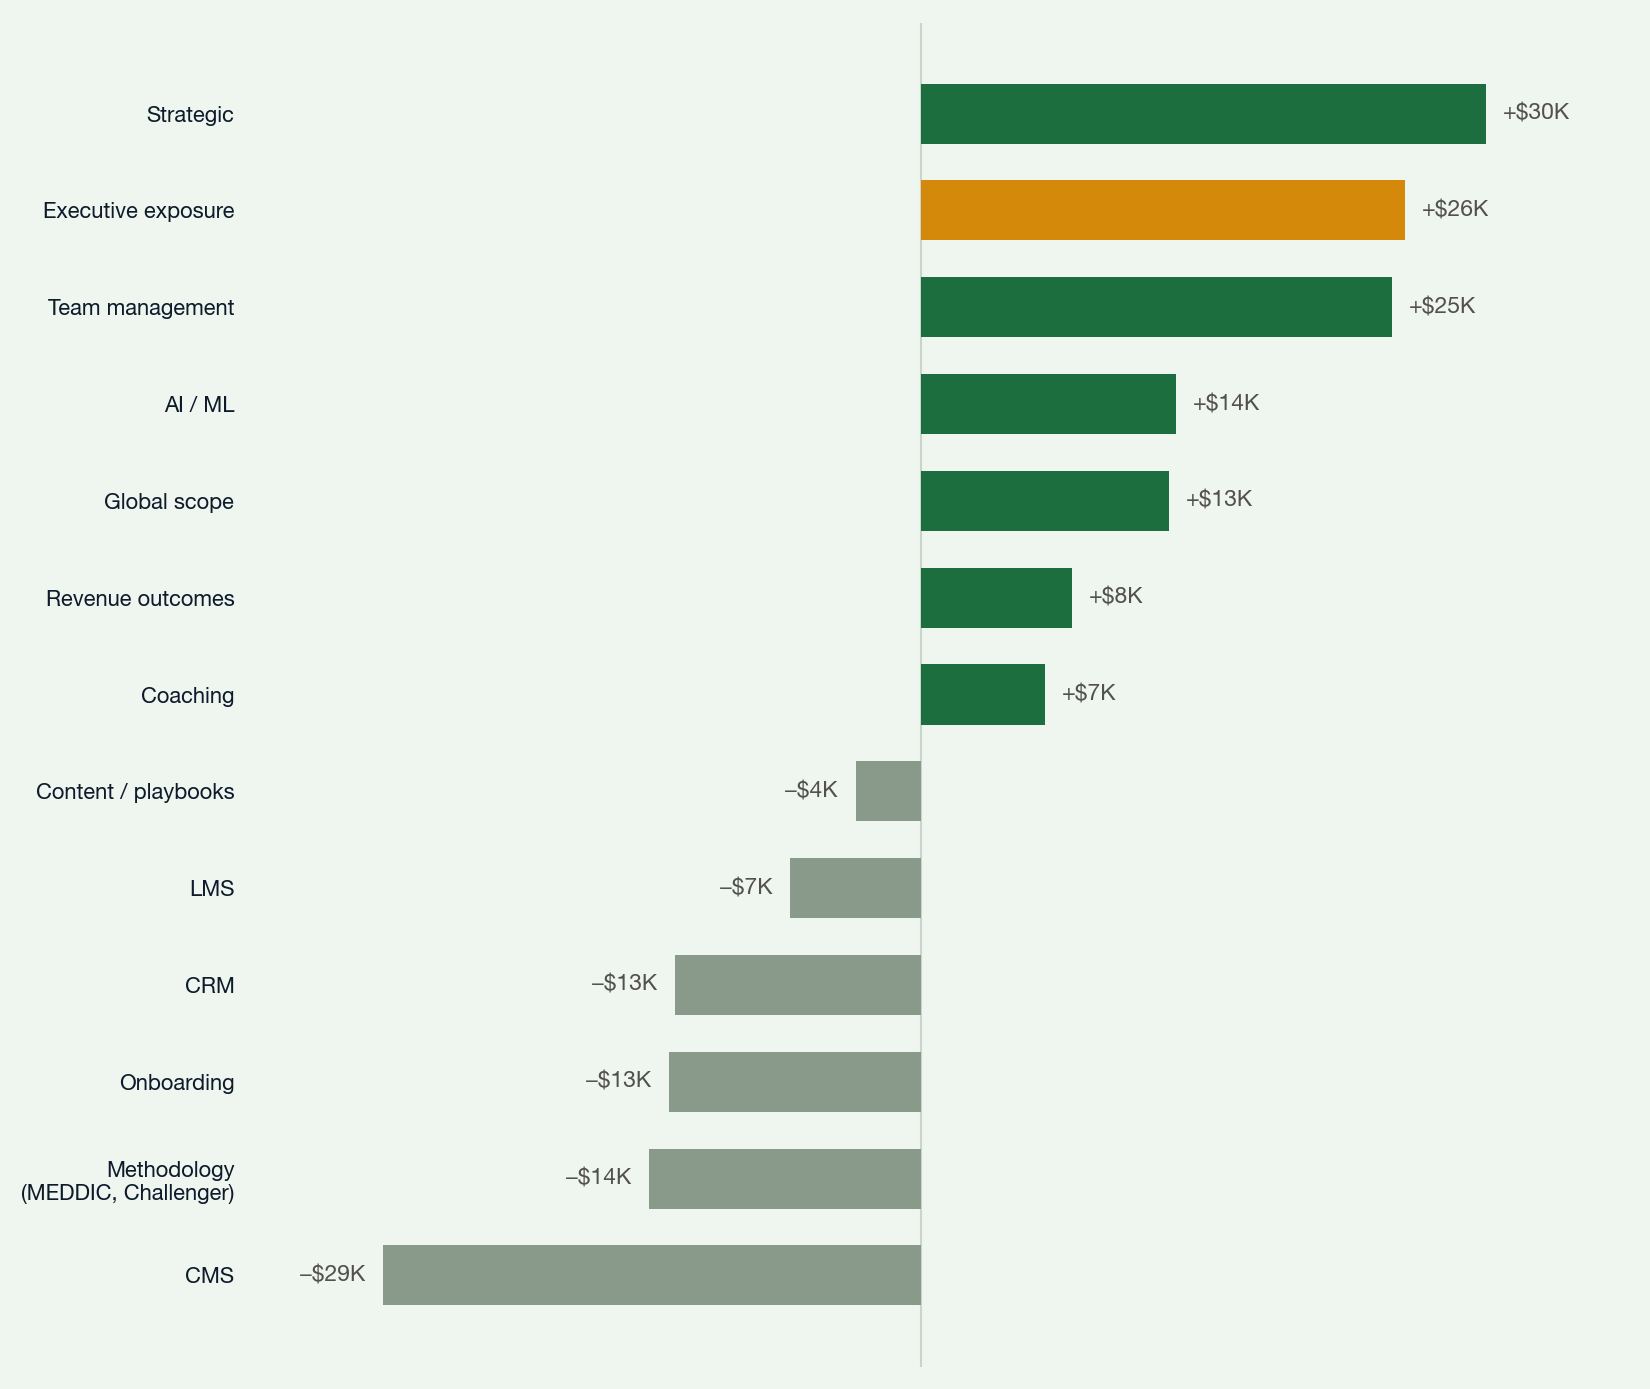 Strategic
+$30K
Executive exposure
+$26K
Team management
+$25K
AI / ML
+$14K
Global scope
+$13K
Revenue outcomes
+$8K
Coaching
+$7K
Content / playbooks
–$4K
LMS
–$7K
CRM
–$13K
Onboarding
–$13K
Methodology
(MEDDIC, Challenger)
–$14K
CMS
–$29K